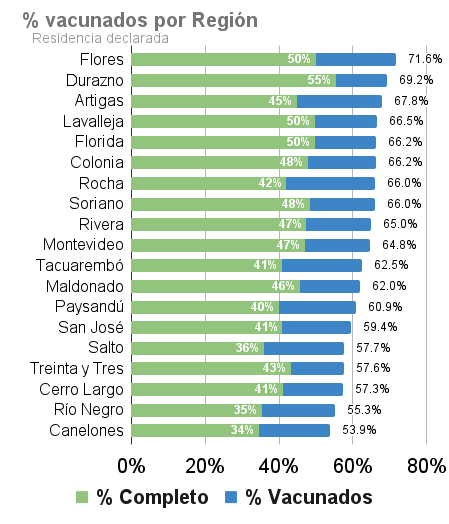 % vacunados por Región
Residencia declarada
Flores 50% 71.6%
Durazno 55% 69.2%
Artigas 45% 67.8%
Lavalleja 50% 66.5%
Florida 50% 66.2%
Colonia 48% 66.2%
Rocha 42% 66.0%
Soriano 48% 66.0%
Rivera 47% 65.0%
Montevideo 47% 64.8%
Tacuarembó 41% 62.5%
Maldonado 46% 62.0%
Paysandú 40% 60.9%
San José 41% 59.4%
Salto 36% 57.7%
Treinta y Tres 43% 57.6%
Cerro Largo 41% 57.3%
Río Negro 35% 55.3%
Canelones 34% 53.9%
0% 40% 60% 80%
% Completo % Vacunados